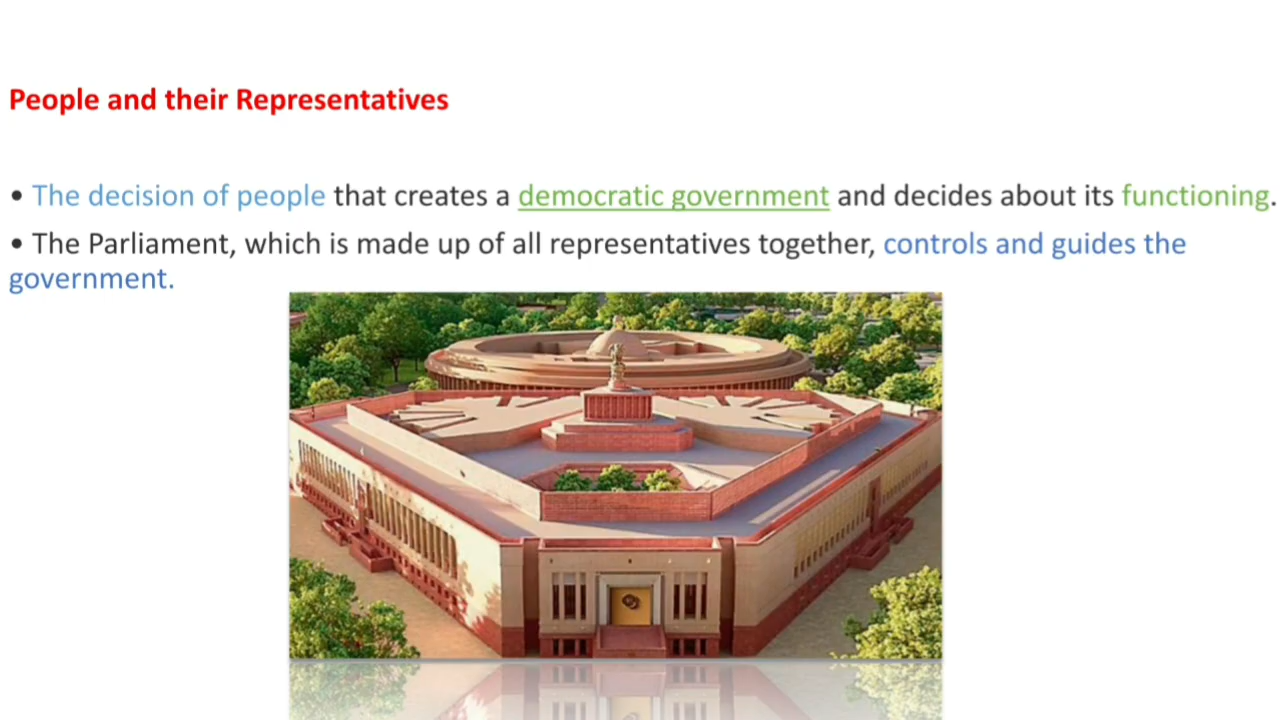 People and their Representatives
• The decision of people that creates a democratic government and decides about its functioning.
• The Parliament, which is made up of all representatives together, controls and guides the
government.